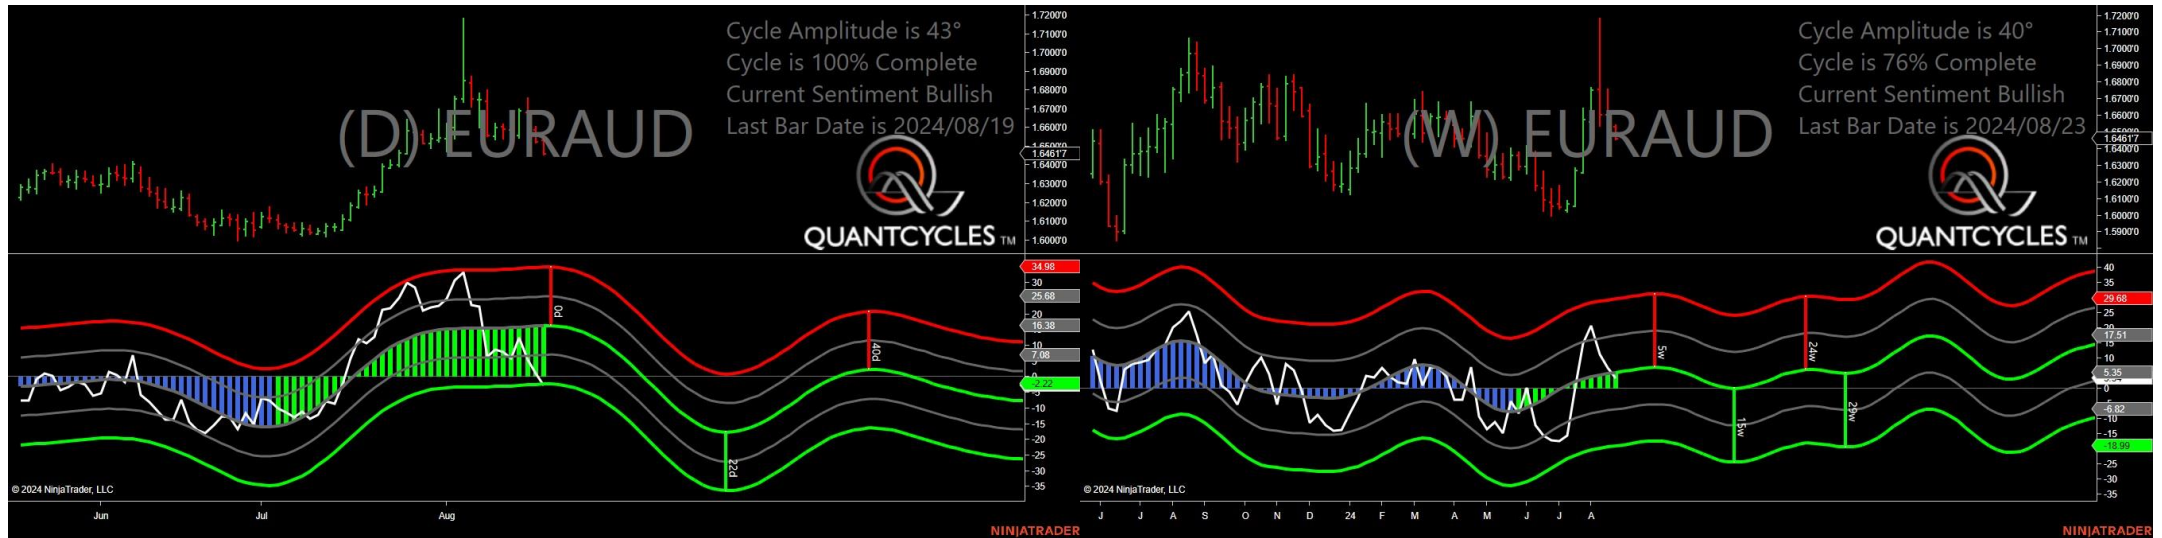 Cycle Amplitude is 43°
Cycle is 100% Complete
Current Sentiment Bullish
Last Bar Date is 2024/08/19
(D) EURAUD
QUANTCYCLES TM
1.7200'0
1.7100'0
1.7000'0
1.6900'0
1.6800'0
1.6700'0
1.6600'0
1.6461'7
1.6400'0
1.6300'0
1.6200'0
1.6100'0
1.6000'0
34.98
30
25.68
20
16.38
10
7.08
-2.22
-5
-10
-15
-20
-25
-30
-35
0d
22d
40d
© 2024 NinjaTrader, LLC
Jun
Jul
Aug
NINJATRADER
Cycle Amplitude is 40°
Cycle is 76% Complete
Current Sentiment Bullish
Last Bar Date is 2024/08/23
(W) EURAUD
QUANTCYCLES TM
1.7200'0
1.7100'0
1.7000'0
1.6900'0
1.6800'0
1.6700'0
1.6600'0
1.6461'7
1.6400'0
1.6300'0
1.6200'0
1.6100'0
1.6000'0
1.5900'0
40
35
29.68
25
20
17.51
15
10
5.35
0
-6.82
-10
-15
-18.99
-25
-30
-35
5w
15w
24w
29w
© 2024 NinjaTrader, LLC
J
J
A
S
O
N
D
24
F
M
A
M
J
J
A
NINJATRADER